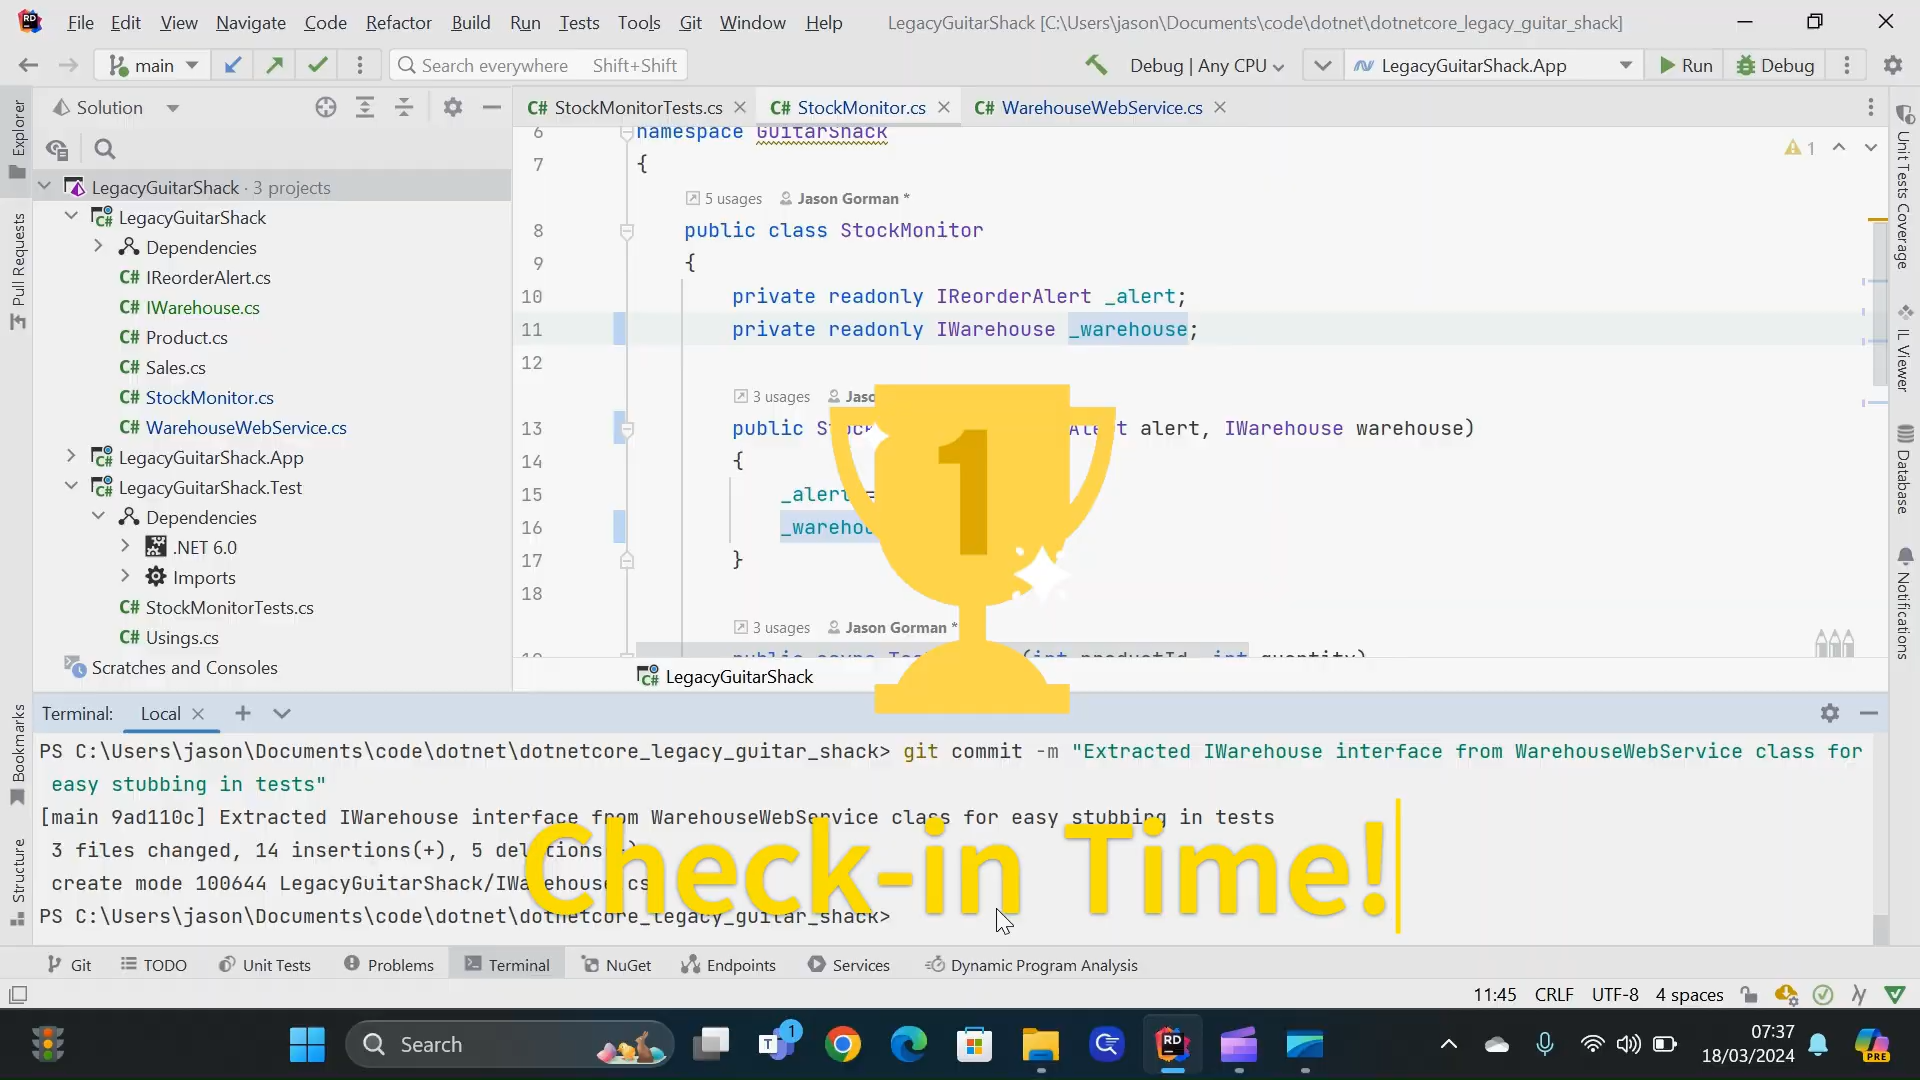 File Edit View Navigate Code Refactor Build Run Tests Tools Git Window Help LegacyGuitarShack [C:\Users\jason\Documents\code\dotnet\dotnetcore_legacy_guitar_shack]
main Search everywhere Shift+Shift Debug | Any CPU LegacyGuitarShack.App Run Debug
Solution
StockMonitorTests.cs StockMonitor.cs WarehouseWebService.cs
Explorer
Pull Requests
Bookmarks
Structure
LegacyGuitarShack · 3 projects
LegacyGuitarShack
Dependencies
C# IReorderAlert.cs
C# IWarehouse.cs
C# Product.cs
C# Sales.cs
C# StockMonitor.cs
C# WarehouseWebService.cs
LegacyGuitarShack.App
LegacyGuitarShack.Test
Dependencies
.NET 6.0
Imports
C# StockMonitorTests.cs
C# Usings.cs
Scratches and Consoles
6 namespace GuitarShack
1
7 {
5 usages Jason Gorman *
8 public class StockMonitor
9 {
10 private readonly IReorderAlert _alert;
11 private readonly IWarehouse _warehouse;
12
3 usages
13 public alert, IWarehouse warehouse)
14 {
15 _alert =
16
17 }
18
3 usages Jason Gorman *
1
LegacyGuitarShack
Unit Tests Coverage
IL Viewer
Database
Notifications
Terminal: Local
PS C:\Users\jason\Documents\code\dotnet\dotnetcore_legacy_guitar_shack> git commit -m "Extracted IWarehouse interface from WarehouseWebService class for
easy stubbing in tests"
[main 9ad110c] Extracted IWarehouse interface from WarehouseWebService class for easy stubbing in tests
3 files changed, 14 insertions(+), 5 deletions
create mode 100644 LegacyGuitarShack/IWarehouse.cs
PS C:\Users\jason\Documents\code\dotnet\dotnetcore_legacy_guitar_shack>
Check-in Time!
Git TODO Unit Tests Problems Terminal NuGet Endpoints Services Dynamic Program Analysis
11:45 CRLF UTF-8 4 spaces
Search 1 07:37
18/03/2024 PRE